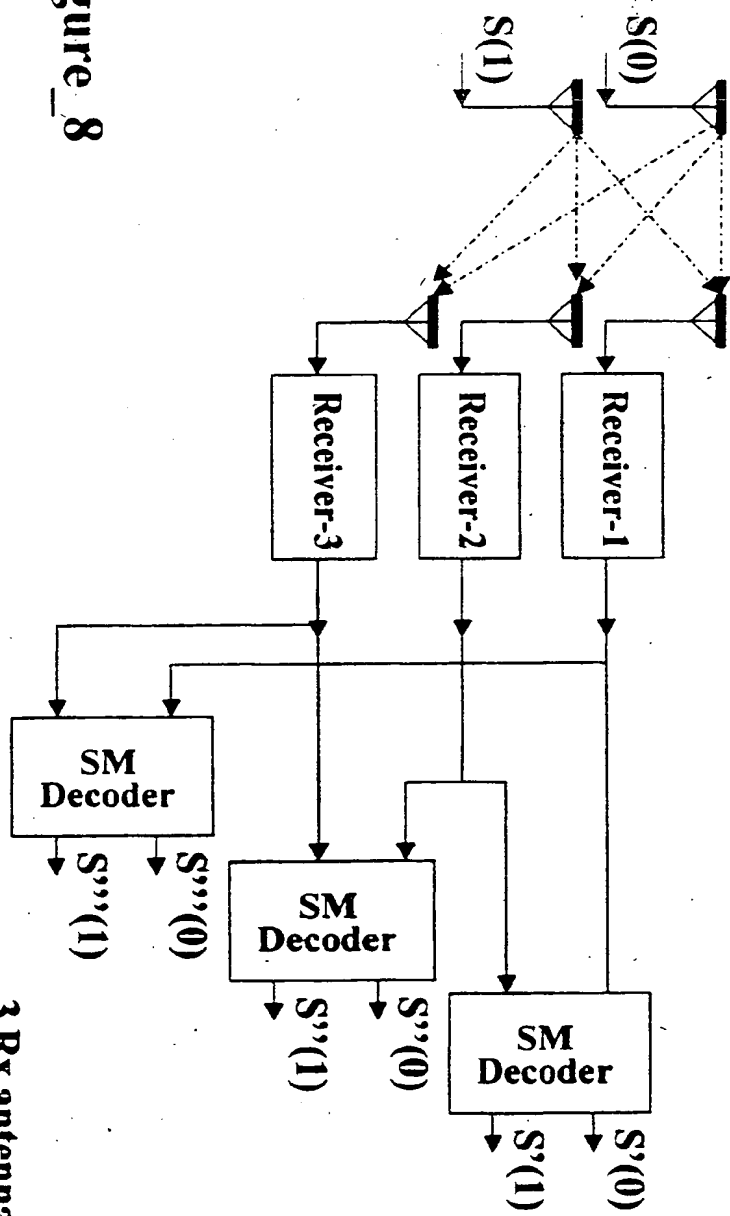 S(0)
S(1)
Receiver-1
Receiver-2
Receiver-3
SM
Decoder
S'(0)
S'(1)
SM
Decoder
S''(0)
S''(1)
SM
Decoder
S'''(0)
S'''(1)
gure_8
3 Rx antenna